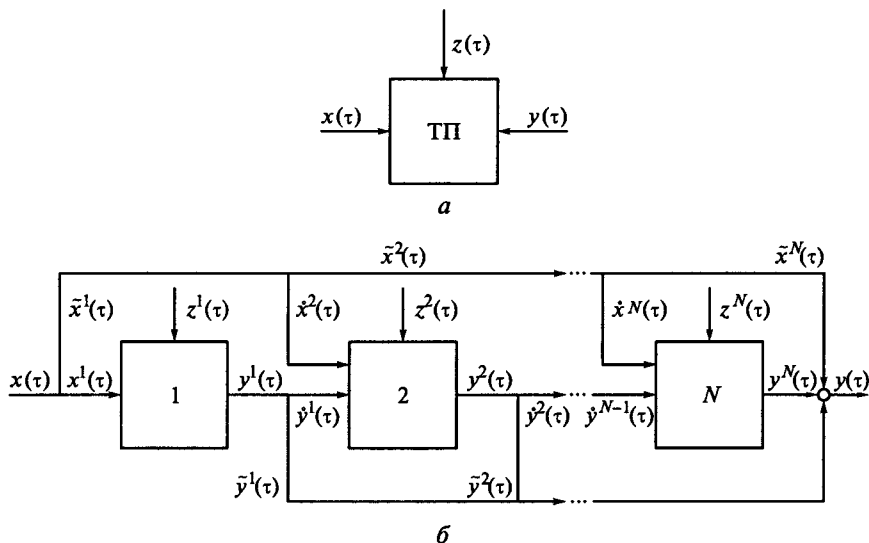 z(τ)
x(τ) ТП y(τ)
а
x̃²(τ) x̃ᴺ(τ)
x̃¹(τ) z¹(τ) ẋ²(τ) z²(τ) ẋᴺ(τ) zᴺ(τ)
x(τ) x¹(τ) 1 y¹(τ) 2 y²(τ) N yᴺ(τ) y(τ)
ẏ¹(τ) ẏ²(τ) ẏᴺ⁻¹(τ)
ỹ¹(τ) ỹ²(τ)
б